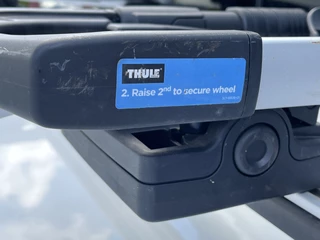 THULE
2. Raise 2nd to secure wheel